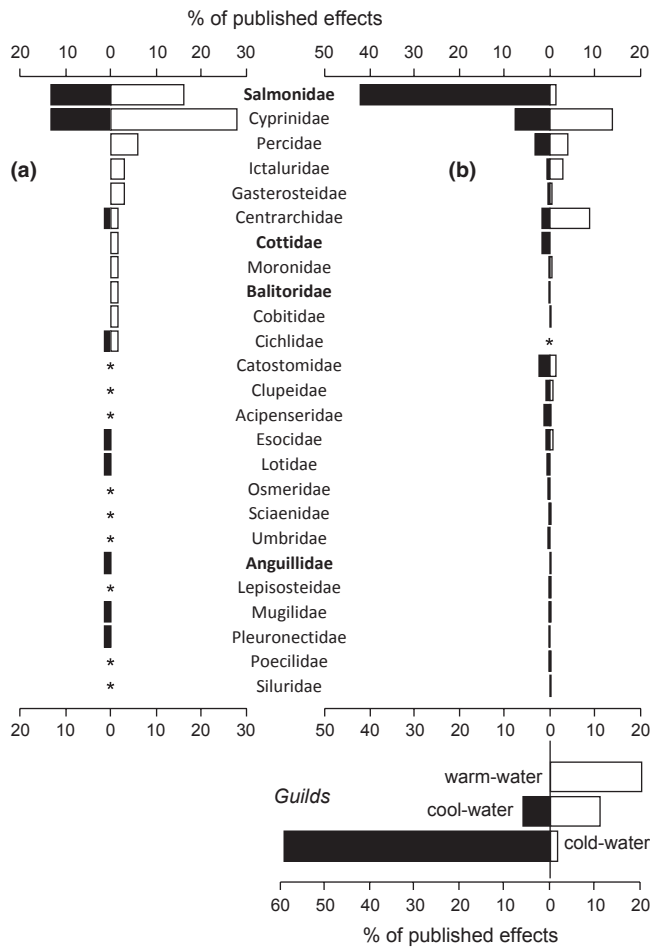 % of published effects
20 10 0 10 20 30 50 40 30 20 10 0 10 20
Salmonidae
Cyprinidae
Percidae
(a) Ictaluridae (b)
Gasterosteidae
Centrarchidae
Cottidae
Moronidae
Balitoridae
Cobitidae
Cichlidae *
* Catostomidae
* Clupeidae
* Acipenseridae
Esocidae
Lotidae
* Osmeridae
* Sciaenidae
* Umbridae
Anguillidae
* Lepisosteidae
Mugilidae
Pleuronectidae
* Poecilidae
* Siluridae
20 10 0 10 20 30 50 40 30 20 10 0 10 20
warm-water
Guilds
cool-water
cold-water
60 50 40 30 20 10 0 10 20
% of published effects